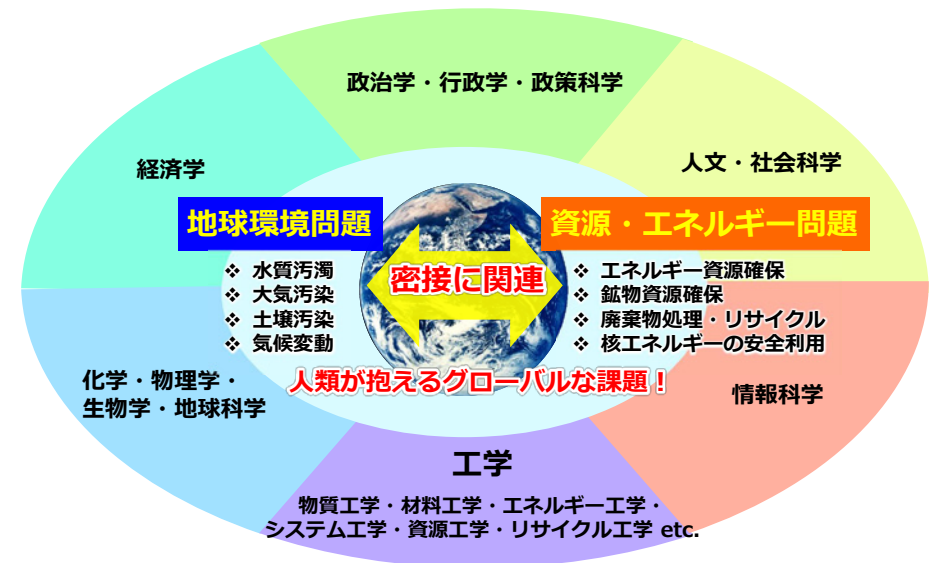 政治学・行政学・政策科学
経済学
人文・社会科学
地球環境問題
資源・エネルギー問題
❖ 水質汚濁
❖ 大気汚染
❖ 土壌汚染
❖ 気候変動
密接に関連
❖ エネルギー資源確保
❖ 鉱物資源確保
❖ 廃棄物処理・リサイクル
❖ 核エネルギーの安全利用
人類が抱えるグローバルな課題！
化学・物理学・
生物学・地球科学
情報科学
工学
物質工学・材料工学・エネルギー工学・
システム工学・資源工学・リサイクル工学 etc.